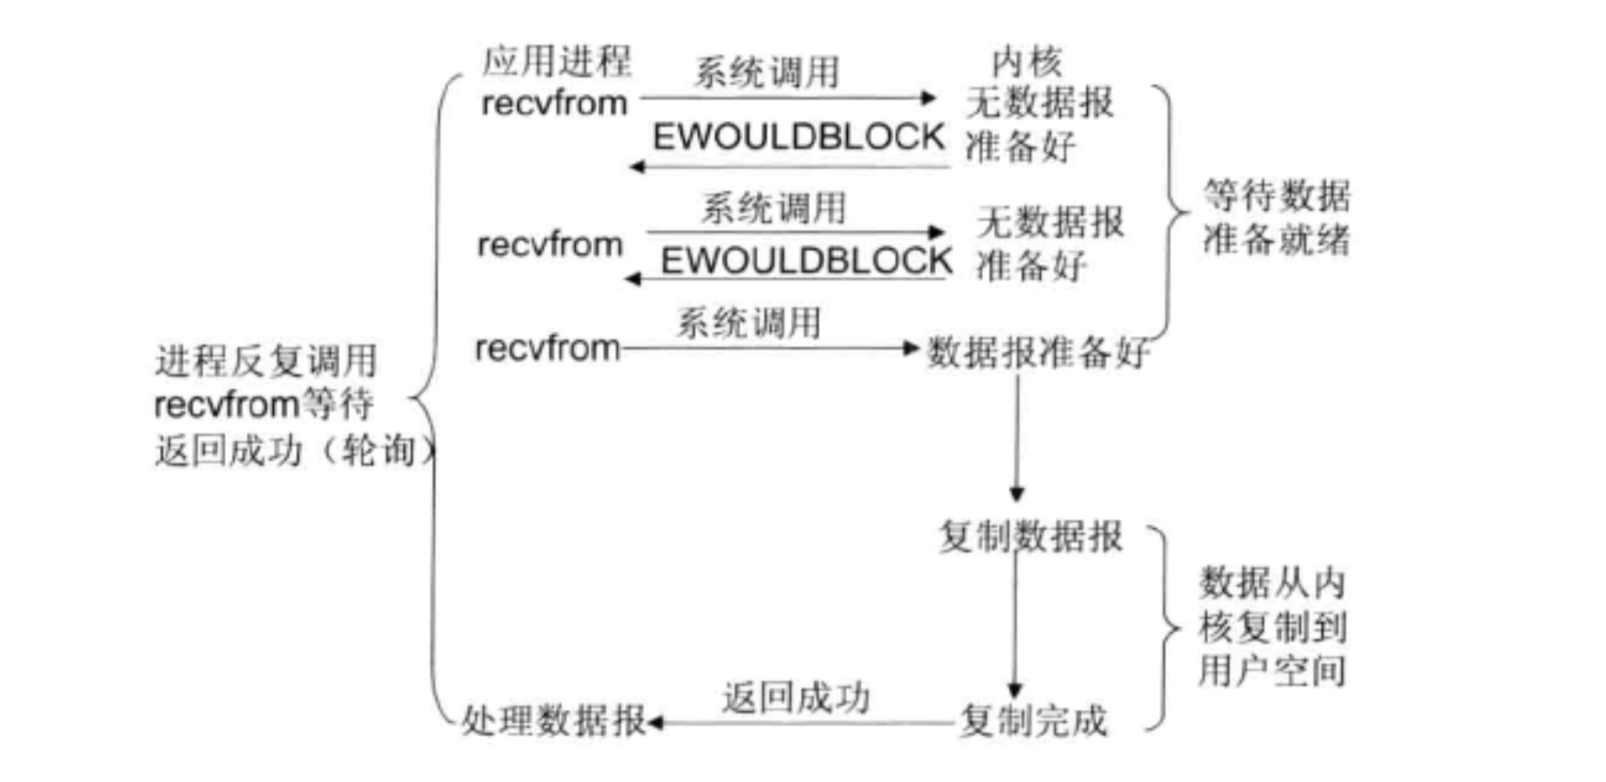 应用进程
系统调用
内核
recvfrom
无数据报
EWOULDBLOCK
准备好
系统调用
无数据报
recvfrom
EWOULDBLOCK
准备好
等待数据
准备就绪
系统调用
recvfrom
数据报准备好
进程反复调用
recvfrom等待
返回成功（轮询）
复制数据报
数据从内
核复制到
用户空间
返回成功
处理数据报
复制完成